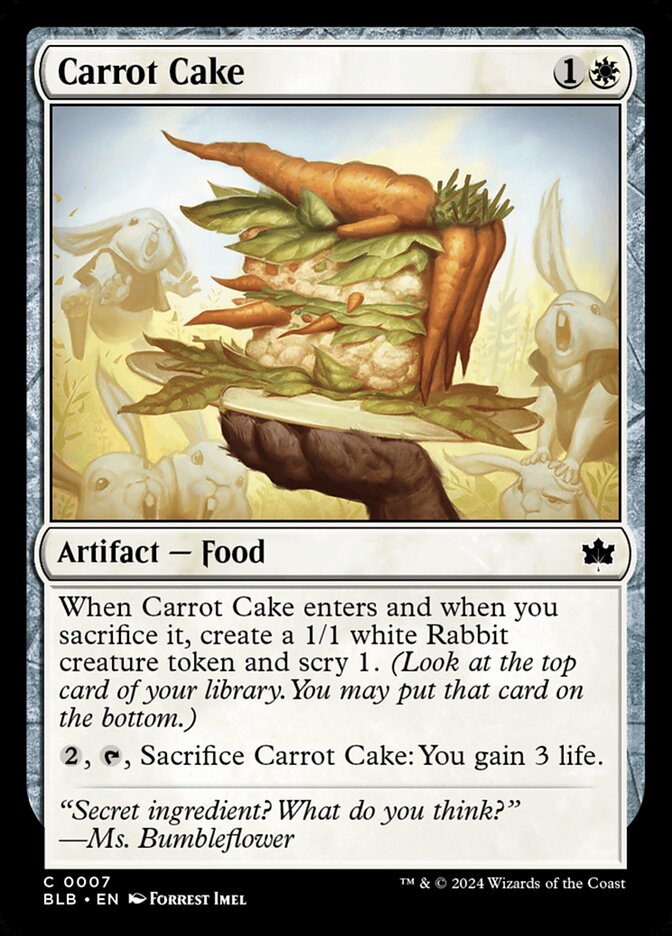 Carrot Cake 1
Artifact — Food
When Carrot Cake enters and when you
sacrifice it, create a 1/1 white Rabbit
creature token and scry 1. (Look at the top
card of your library. You may put that card on
the bottom.)
2, , Sacrifice Carrot Cake: You gain 3 life.
“Secret ingredient? What do you think?”
—Ms. Bumbleflower
C 0007
™ & © 2024 Wizards of the Coast
BLB • EN Forrest Imel